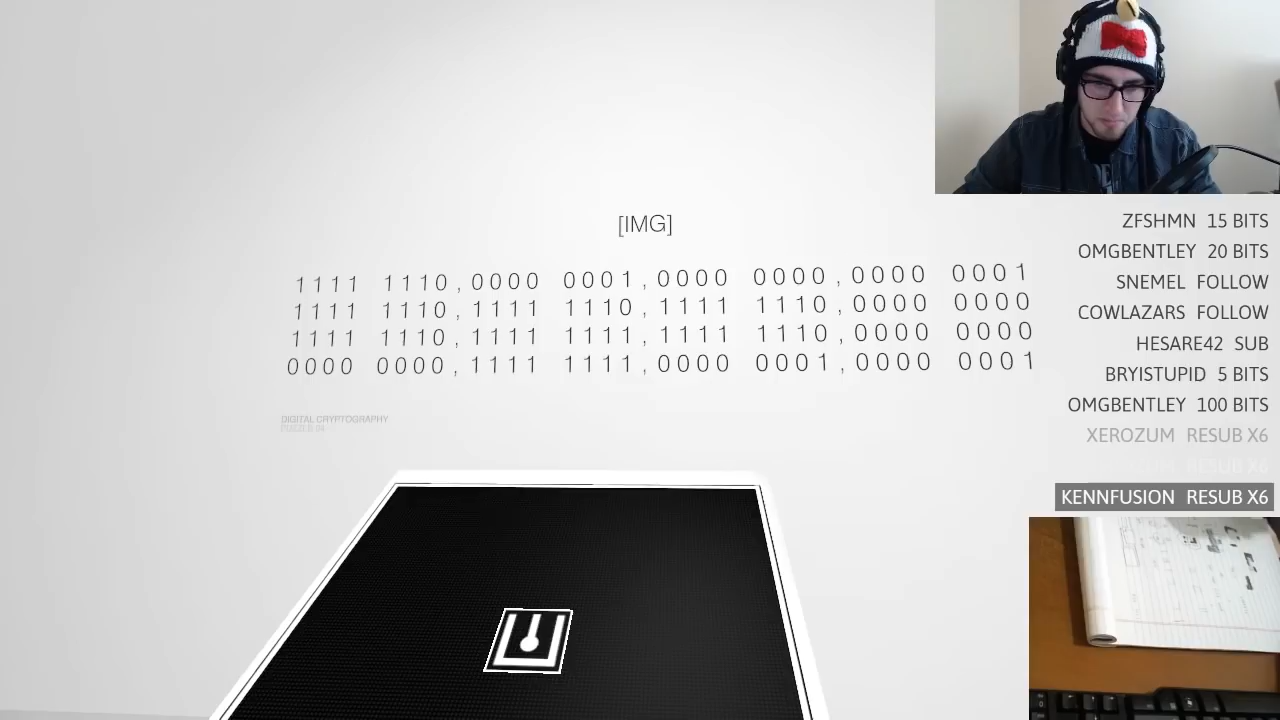 [IMG]
1111 1110,0000 0001,0000 0000,0000 0001
1111 1110,1111 1110,1111 1110,0000 0000
1111 1110,1111 1111,1111 1110,0000 0000
0000 0000,1111 1111,0000 0001,0000 0001
DIGITAL CRYPTOGRAPHY
ZFSHMN 15 BITS
OMGBENTLEY 20 BITS
SNEMEL FOLLOW
COWLAZARS FOLLOW
HESARE42 SUB
BRYISTUPID 5 BITS
OMGBENTLEY 100 BITS
XEROZUM RESUB X6
RESUB X6
KENNFUSION RESUB X6